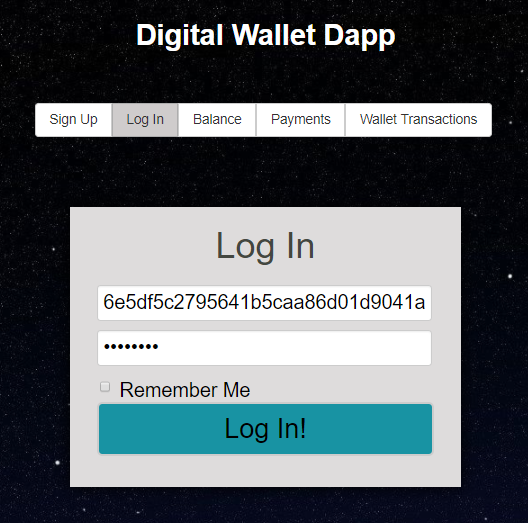 Digital Wallet Dapp
Sign Up Log In Balance Payments Wallet Transactions
Log In
6e5df5c2795641b5caa86d01d9041a
••••••••
Remember Me
Log In!